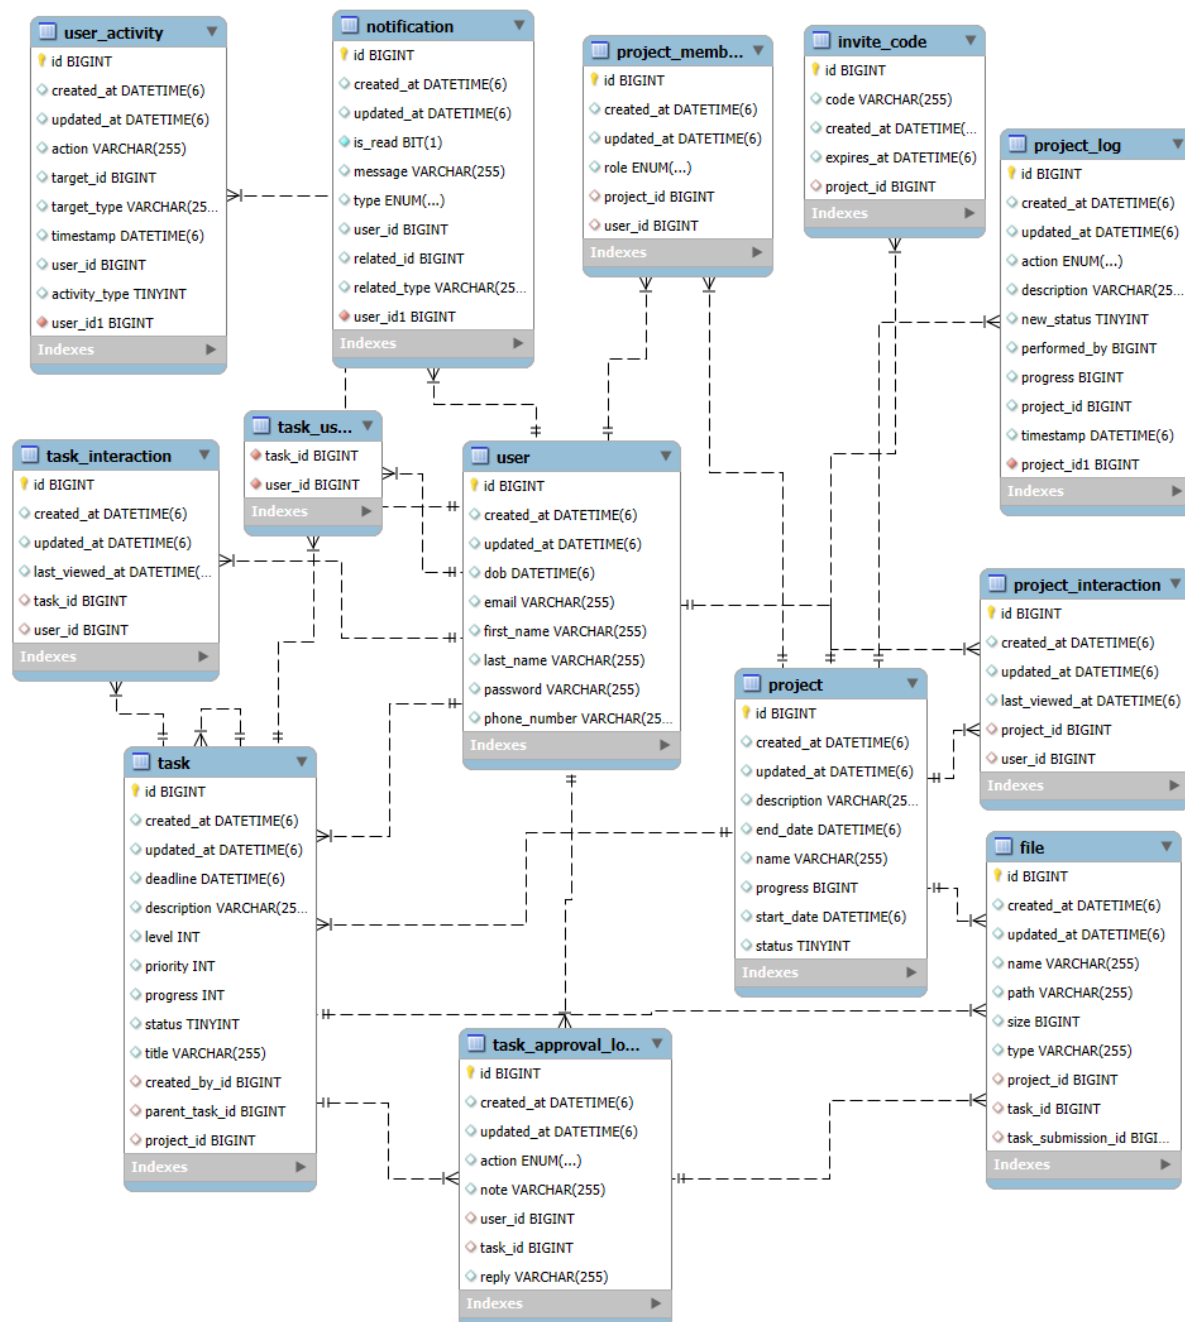 user_activity
id BIGINT
created_at DATETIME(6)
updated_at DATETIME(6)
action VARCHAR(255)
target_id BIGINT
target_type VARCHAR(25...
timestamp DATETIME(6)
user_id BIGINT
activity_type TINYINT
user_id1 BIGINT
Indexes
notification
id BIGINT
created_at DATETIME(6)
updated_at DATETIME(6)
is_read BIT(1)
message VARCHAR(255)
type ENUM(...)
user_id BIGINT
related_id BIGINT
related_type VARCHAR(25...
user_id1 BIGINT
Indexes
project_memb...
id BIGINT
created_at DATETIME(6)
updated_at DATETIME(6)
role ENUM(...)
project_id BIGINT
user_id BIGINT
Indexes
invite_code
id BIGINT
code VARCHAR(255)
created_at DATETIME(...
expires_at DATETIME(6)
project_id BIGINT
Indexes
project_log
id BIGINT
created_at DATETIME(6)
updated_at DATETIME(6)
action ENUM(...)
description VARCHAR(25...
new_status TINYINT
performed_by BIGINT
progress BIGINT
project_id BIGINT
timestamp DATETIME(6)
project_id1 BIGINT
Indexes
task_interaction
id BIGINT
created_at DATETIME(6)
updated_at DATETIME(6)
last_viewed_at DATETIME(...
task_id BIGINT
user_id BIGINT
Indexes
task_us...
task_id BIGINT
user_id BIGINT
Indexes
user
id BIGINT
created_at DATETIME(6)
updated_at DATETIME(6)
dob DATETIME(6)
email VARCHAR(255)
first_name VARCHAR(255)
last_name VARCHAR(255)
password VARCHAR(255)
phone_number VARCHAR(25...
Indexes
project_interaction
id BIGINT
created_at DATETIME(6)
updated_at DATETIME(6)
last_viewed_at DATETIME(6)
project_id BIGINT
user_id BIGINT
Indexes
project
id BIGINT
created_at DATETIME(6)
updated_at DATETIME(6)
description VARCHAR(25...
end_date DATETIME(6)
name VARCHAR(255)
progress BIGINT
start_date DATETIME(6)
status TINYINT
Indexes
task
id BIGINT
created_at DATETIME(6)
updated_at DATETIME(6)
deadline DATETIME(6)
description VARCHAR(25...
level INT
priority INT
progress INT
status TINYINT
title VARCHAR(255)
created_by_id BIGINT
parent_task_id BIGINT
project_id BIGINT
Indexes
file
id BIGINT
created_at DATETIME(6)
updated_at DATETIME(6)
name VARCHAR(255)
path VARCHAR(255)
size BIGINT
type VARCHAR(255)
project_id BIGINT
task_id BIGINT
task_submission_id BIGI...
Indexes
task_approval_lo...
id BIGINT
created_at DATETIME(6)
updated_at DATETIME(6)
action ENUM(...)
note VARCHAR(255)
user_id BIGINT
task_id BIGINT
reply VARCHAR(255)
Indexes